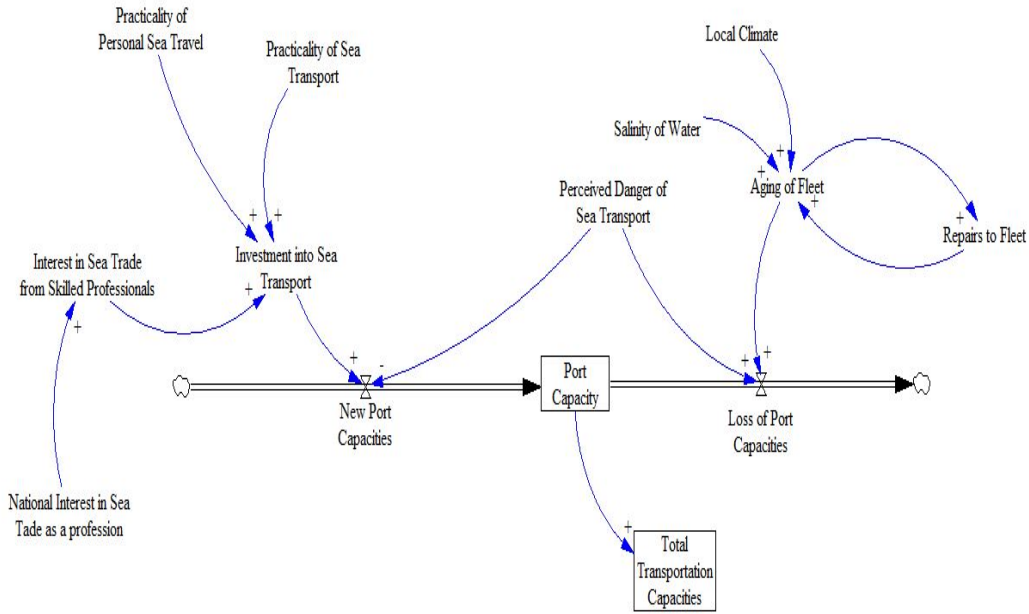 Practicality of
Personal Sea Travel
Practicality of Sea
Transport
Local Climate
Salinity of Water
Perceived Danger of
Sea Transport
Aging of Fleet
Repairs to Fleet
Interest in Sea Trade
from Skilled Professionals
Investment into Sea
Transport
New Port
Capacities
Port
Capacity
Loss of Port
Capacities
National Interest in Sea
Tade as a profession
Total
Transportation
Capacities
+
+
+
+
+
+
+
+
+
+
-
+
+
+